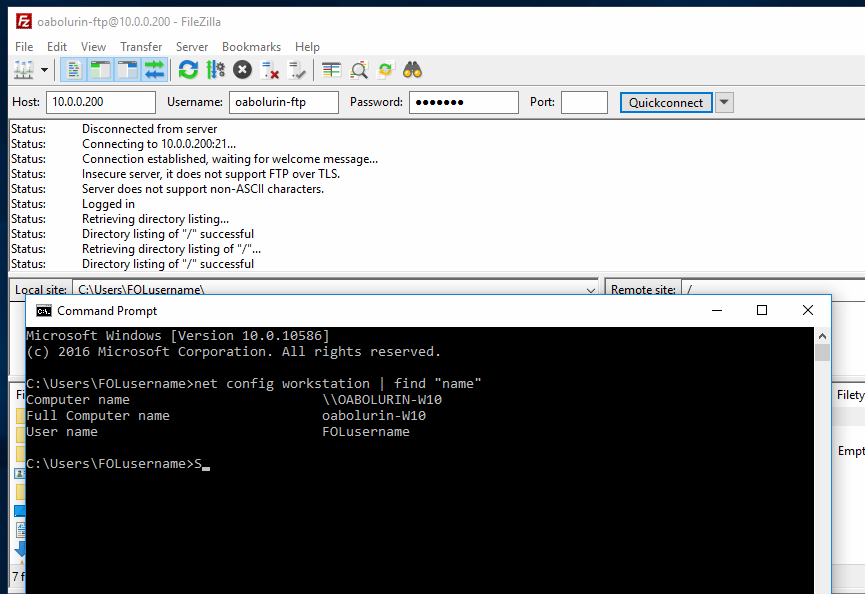 oabolurin-ftp@10.0.0.200 - FileZilla
File Edit View Transfer Server Bookmarks Help
Host: 10.0.0.200 Username: oabolurin-ftp Password: ●●●●●●● Port: Quickconnect
Status: Disconnected from server
Status: Connecting to 10.0.0.200:21...
Status: Connection established, waiting for welcome message...
Status: Insecure server, it does not support FTP over TLS.
Status: Server does not support non-ASCII characters.
Status: Logged in
Status: Retrieving directory listing...
Status: Directory listing of "/" successful
Status: Retrieving directory listing of "/"...
Status: Directory listing of "/" successful
Local site: C:\Users\FOLusername\ Remote site: /
Command Prompt
Microsoft Windows [Version 10.0.10586]
(c) 2016 Microsoft Corporation. All rights reserved.
C:\Users\FOLusername>net config workstation | find "name"
Fi Filety
Computer name \\OABOLURIN-W10
Full Computer name oabolurin-W10
User name FOLusername
Empt
C:\Users\FOLusername>S_
7 f